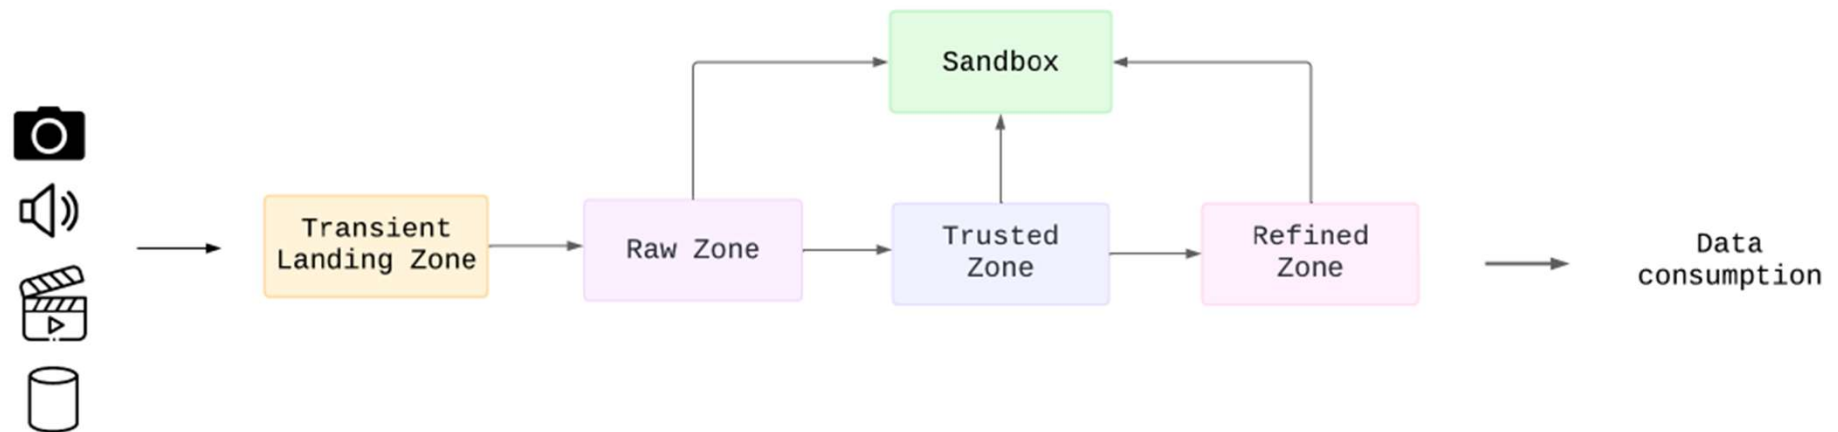 Sandbox
Transient
Landing Zone
Raw Zone
Trusted
Zone
Refined
Zone
Data
consumption